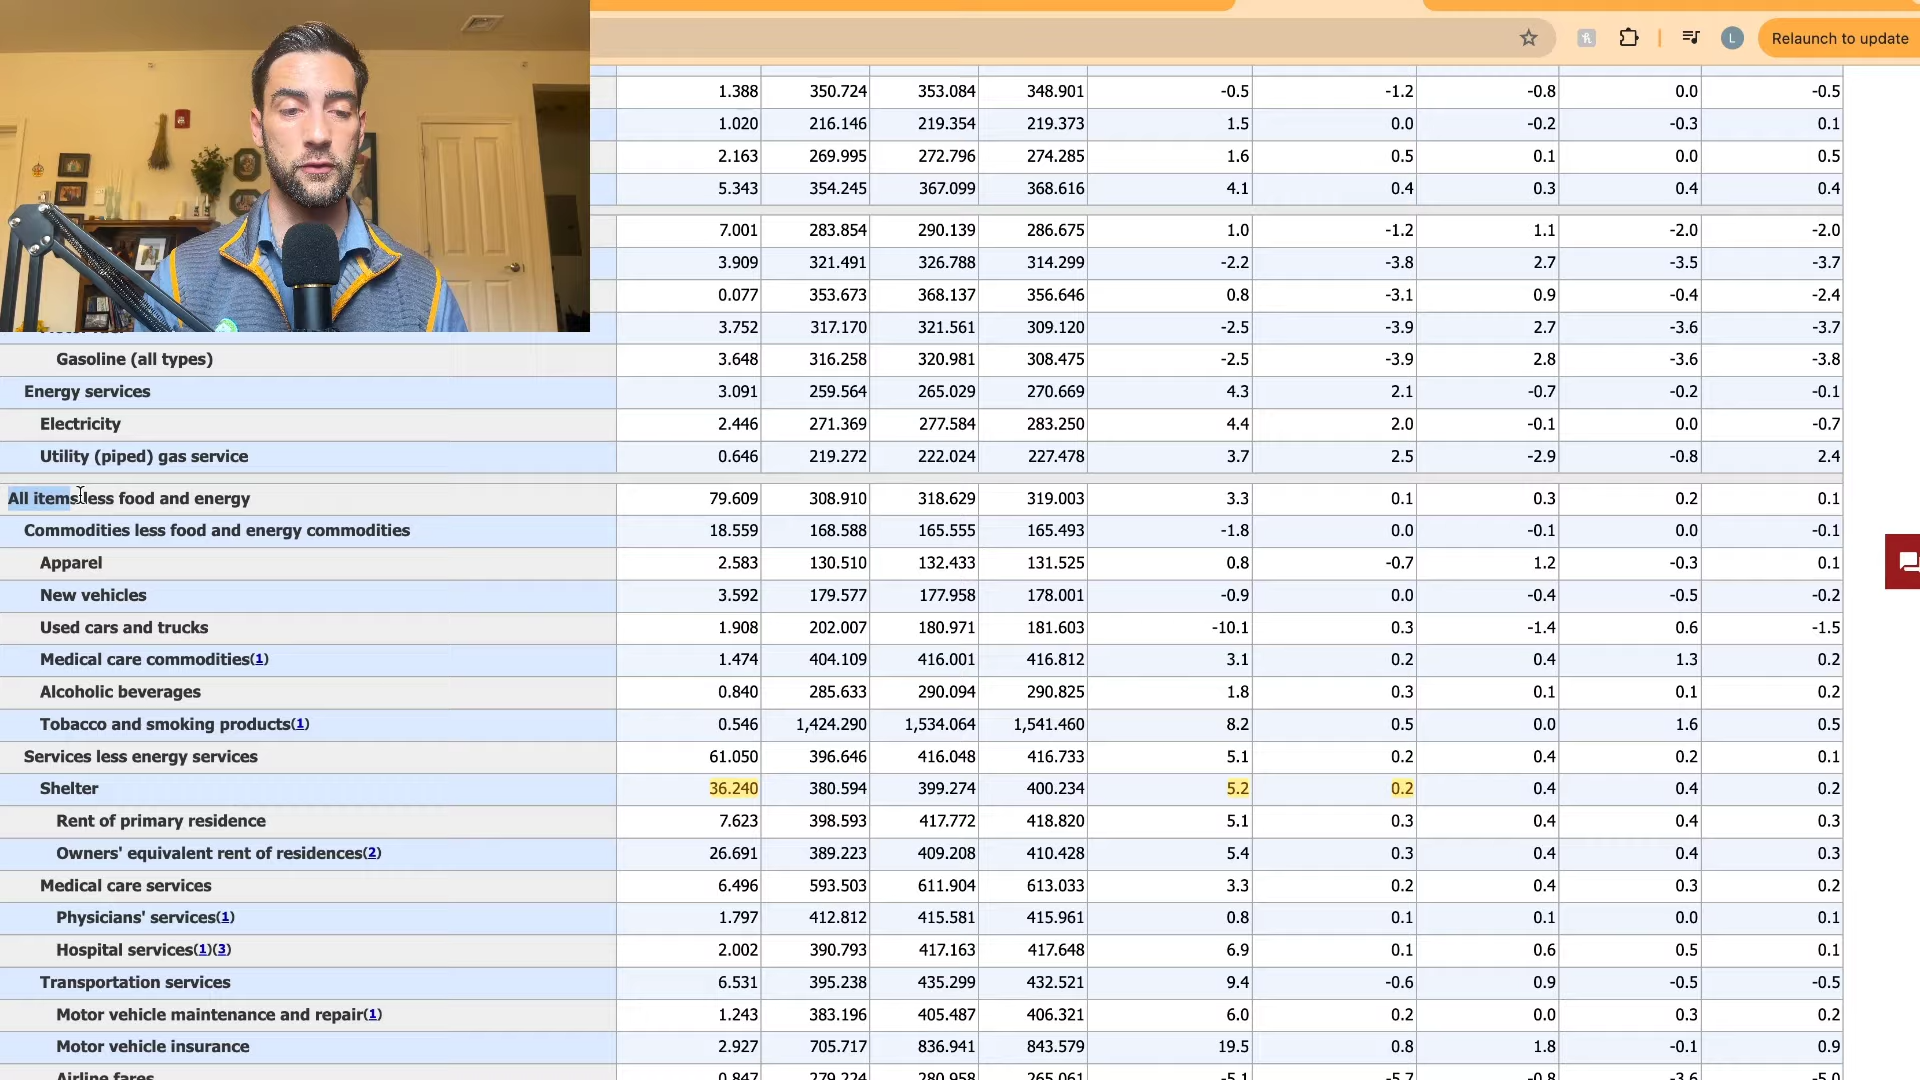 L
Relaunch to update
1.388 350.724 353.084 348.901 -0.5 -1.2 -0.8 0.0 -0.5
1.020 216.146 219.354 219.373 1.5 0.0 -0.2 -0.3 0.1
2.163 269.995 272.796 274.285 1.6 0.5 0.1 0.0 0.5
5.343 354.245 367.099 368.616 4.1 0.4 0.3 0.4 0.4
7.001 283.854 290.139 286.675 1.0 -1.2 1.1 -2.0 -2.0
3.909 321.491 326.788 314.299 -2.2 -3.8 2.7 -3.5 -3.7
0.077 353.673 368.137 356.646 0.8 -3.1 0.9 -0.4 -2.4
3.752 317.170 321.561 309.120 -2.5 -3.9 2.7 -3.6 -3.7
Gasoline (all types) 3.648 316.258 320.981 308.475 -2.5 -3.9 2.8 -3.6 -3.8
Energy services 3.091 259.564 265.029 270.669 4.3 2.1 -0.7 -0.2 -0.1
Electricity 2.446 271.369 277.584 283.250 4.4 2.0 -0.1 0.0 -0.7
Utility (piped) gas service 0.646 219.272 222.024 227.478 3.7 2.5 -2.9 -0.8 2.4
All items less food and energy 79.609 308.910 318.629 319.003 3.3 0.1 0.3 0.2 0.1
Commodities less food and energy commodities 18.559 168.588 165.555 165.493 -1.8 0.0 -0.1 0.0 -0.1
Apparel 2.583 130.510 132.433 131.525 0.8 -0.7 1.2 -0.3 0.1
New vehicles 3.592 179.577 177.958 178.001 -0.9 0.0 -0.4 -0.5 -0.2
Used cars and trucks 1.908 202.007 180.971 181.603 -10.1 0.3 -1.4 0.6 -1.5
Medical care commodities(1) 1.474 404.109 416.001 416.812 3.1 0.2 0.4 1.3 0.2
Alcoholic beverages 0.840 285.633 290.094 290.825 1.8 0.3 0.1 0.1 0.2
Tobacco and smoking products(1) 0.546 1,424.290 1,534.064 1,541.460 8.2 0.5 0.0 1.6 0.5
Services less energy services 61.050 396.646 416.048 416.733 5.1 0.2 0.4 0.2 0.1
Shelter 36.240 380.594 399.274 400.234 5.2 0.2 0.4 0.4 0.2
Rent of primary residence 7.623 398.593 417.772 418.820 5.1 0.3 0.4 0.4 0.3
Owners' equivalent rent of residences(2) 26.691 389.223 409.208 410.428 5.4 0.3 0.4 0.4 0.3
Medical care services 6.496 593.503 611.904 613.033 3.3 0.2 0.4 0.3 0.2
Physicians' services(1) 1.797 412.812 415.581 415.961 0.8 0.1 0.1 0.0 0.1
Hospital services(1)(3) 2.002 390.793 417.163 417.648 6.9 0.1 0.6 0.5 0.1
Transportation services 6.531 395.238 435.299 432.521 9.4 -0.6 0.9 -0.5 -0.5
Motor vehicle maintenance and repair(1) 1.243 383.196 405.487 406.321 6.0 0.2 0.0 0.3 0.2
Motor vehicle insurance 2.927 705.717 836.941 843.579 19.5 0.8 1.8 -0.1 0.9
Airline fares 0.847 279.224 280.958 265.061 -5.1 -5.7 -0.8 -3.6 -5.0